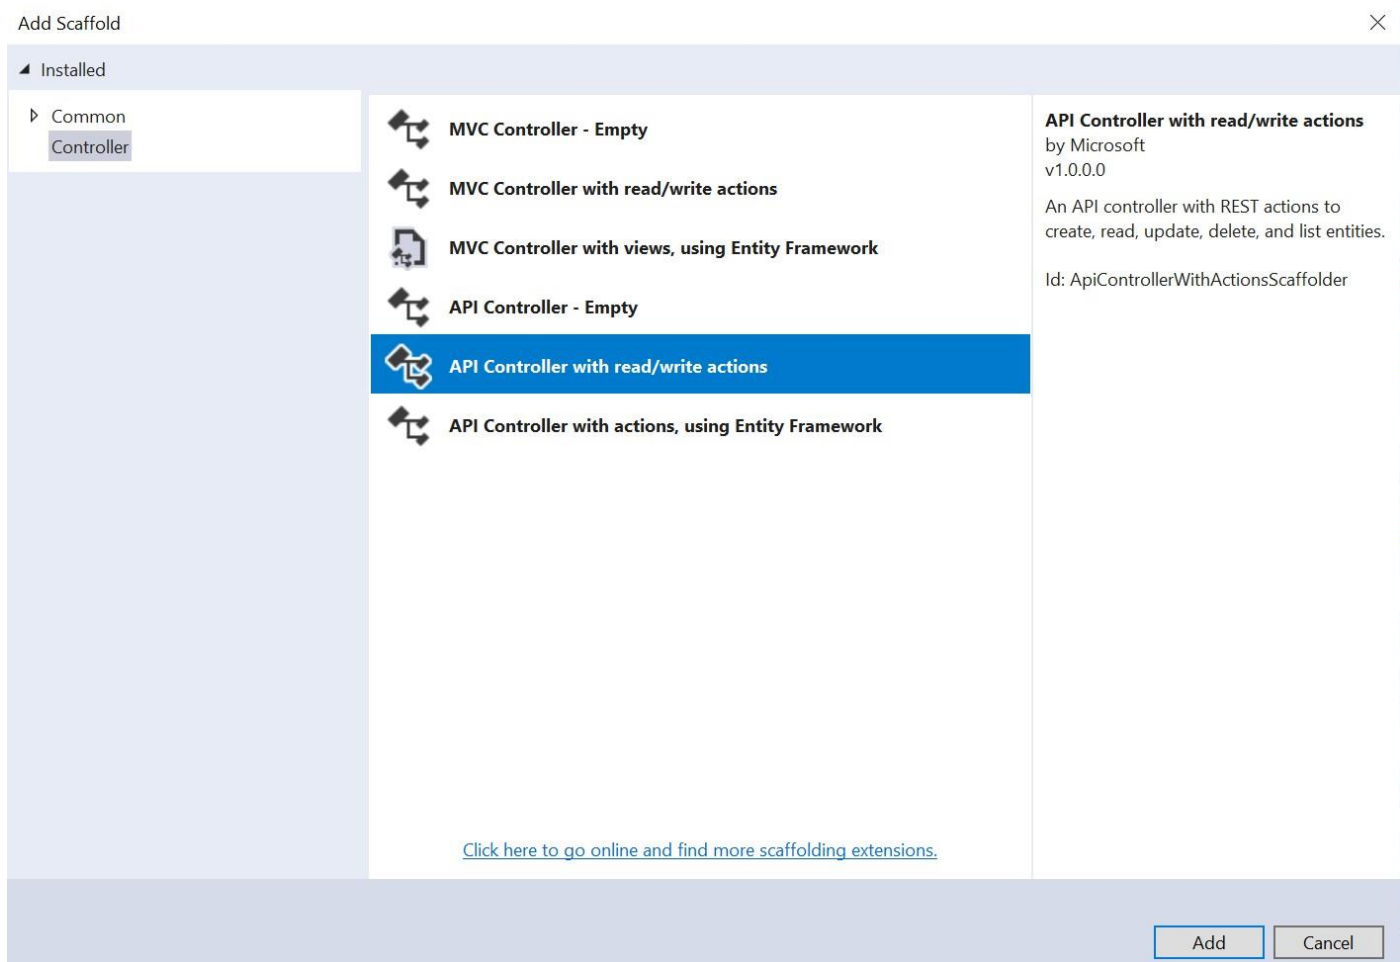 Add Scaffold
Installed
Common
Controller
MVC Controller - Empty
MVC Controller with read/write actions
MVC Controller with views, using Entity Framework
API Controller - Empty
API Controller with read/write actions
API Controller with actions, using Entity Framework
Click here to go online and find more scaffolding extensions.
API Controller with read/write actions
by Microsoft
v1.0.0.0
An API controller with REST actions to
create, read, update, delete, and list entities.
Id: ApiControllerWithActionsScaffolder
Add
Cancel